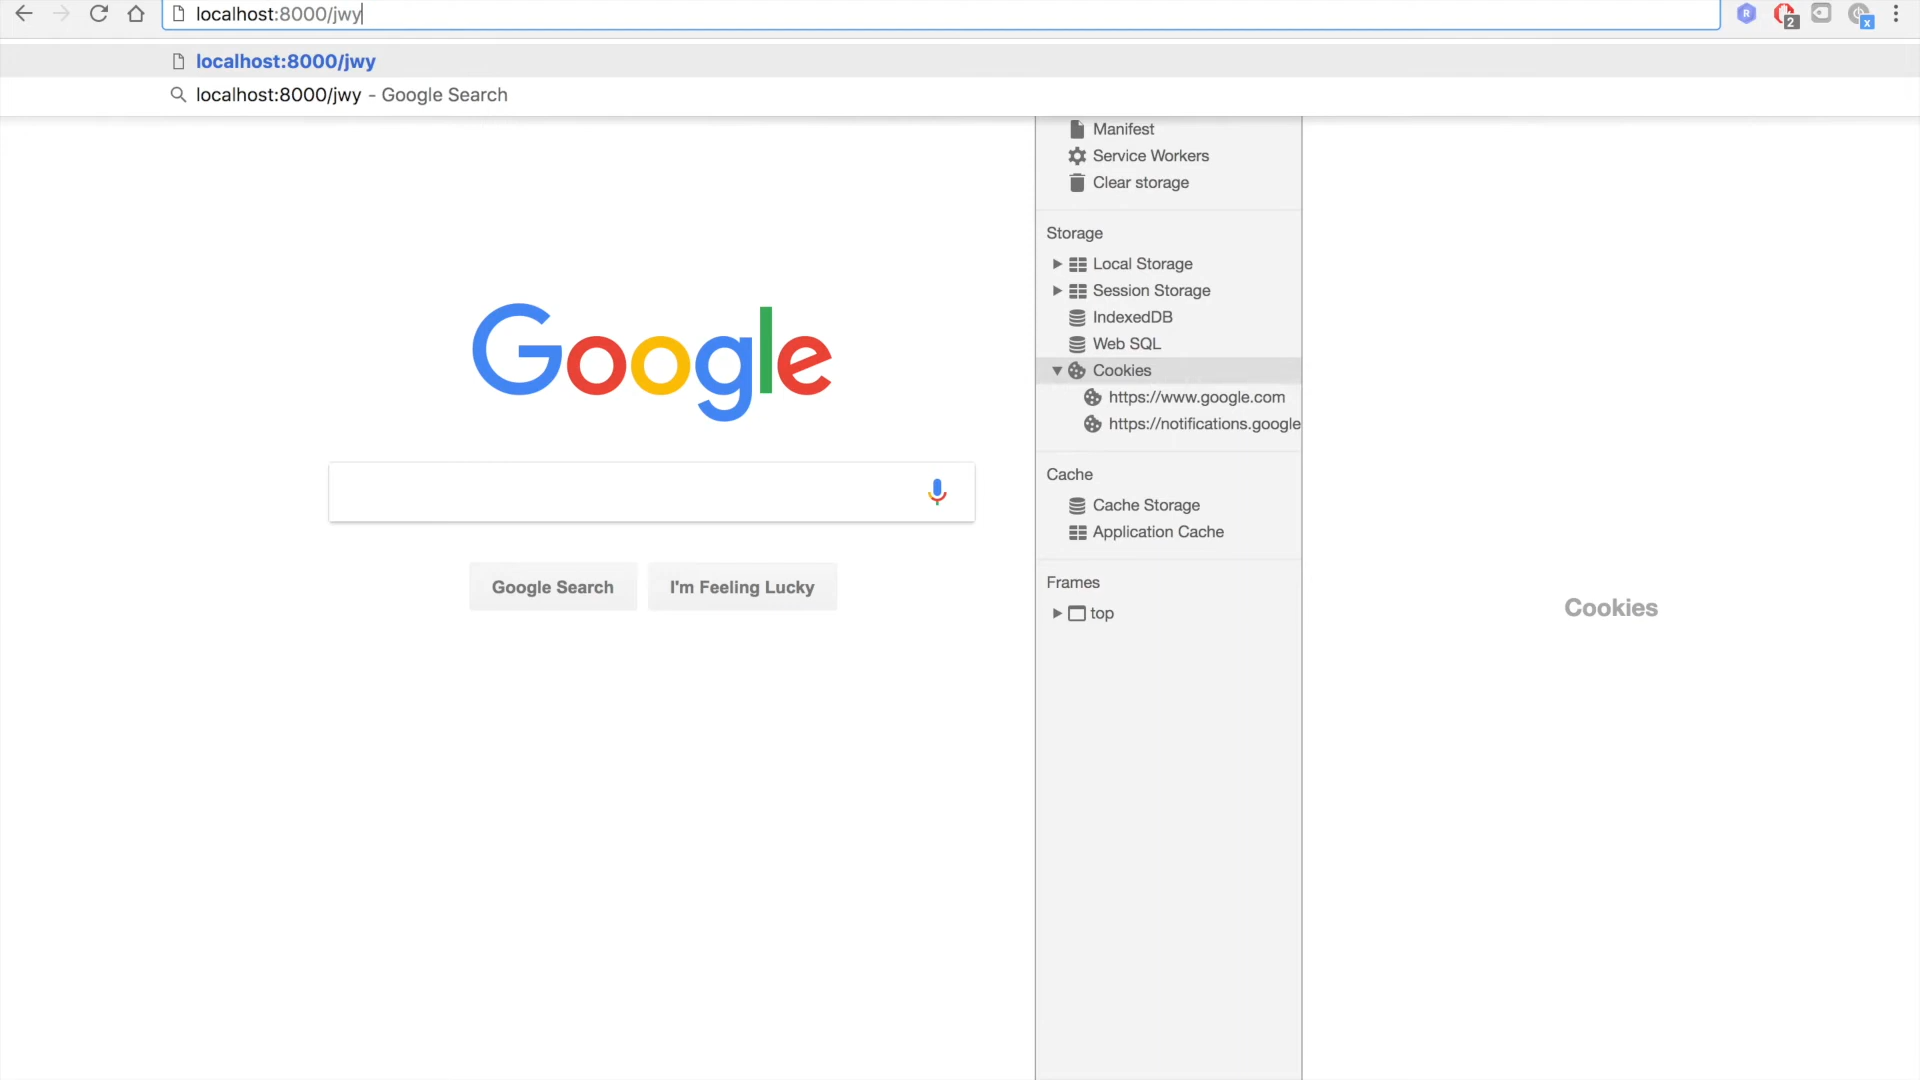 localhost:8000/jwy
R
2
x
localhost:8000/jwy
localhost:8000/jwy - Google Search
Manifest
Service Workers
Clear storage
Storage
Local Storage
Session Storage
IndexedDB
Web SQL
Cookies
https://www.google.com
https://notifications.google
Cache
Cache Storage
Application Cache
Frames
top
Google
Google Search
I'm Feeling Lucky
Cookies